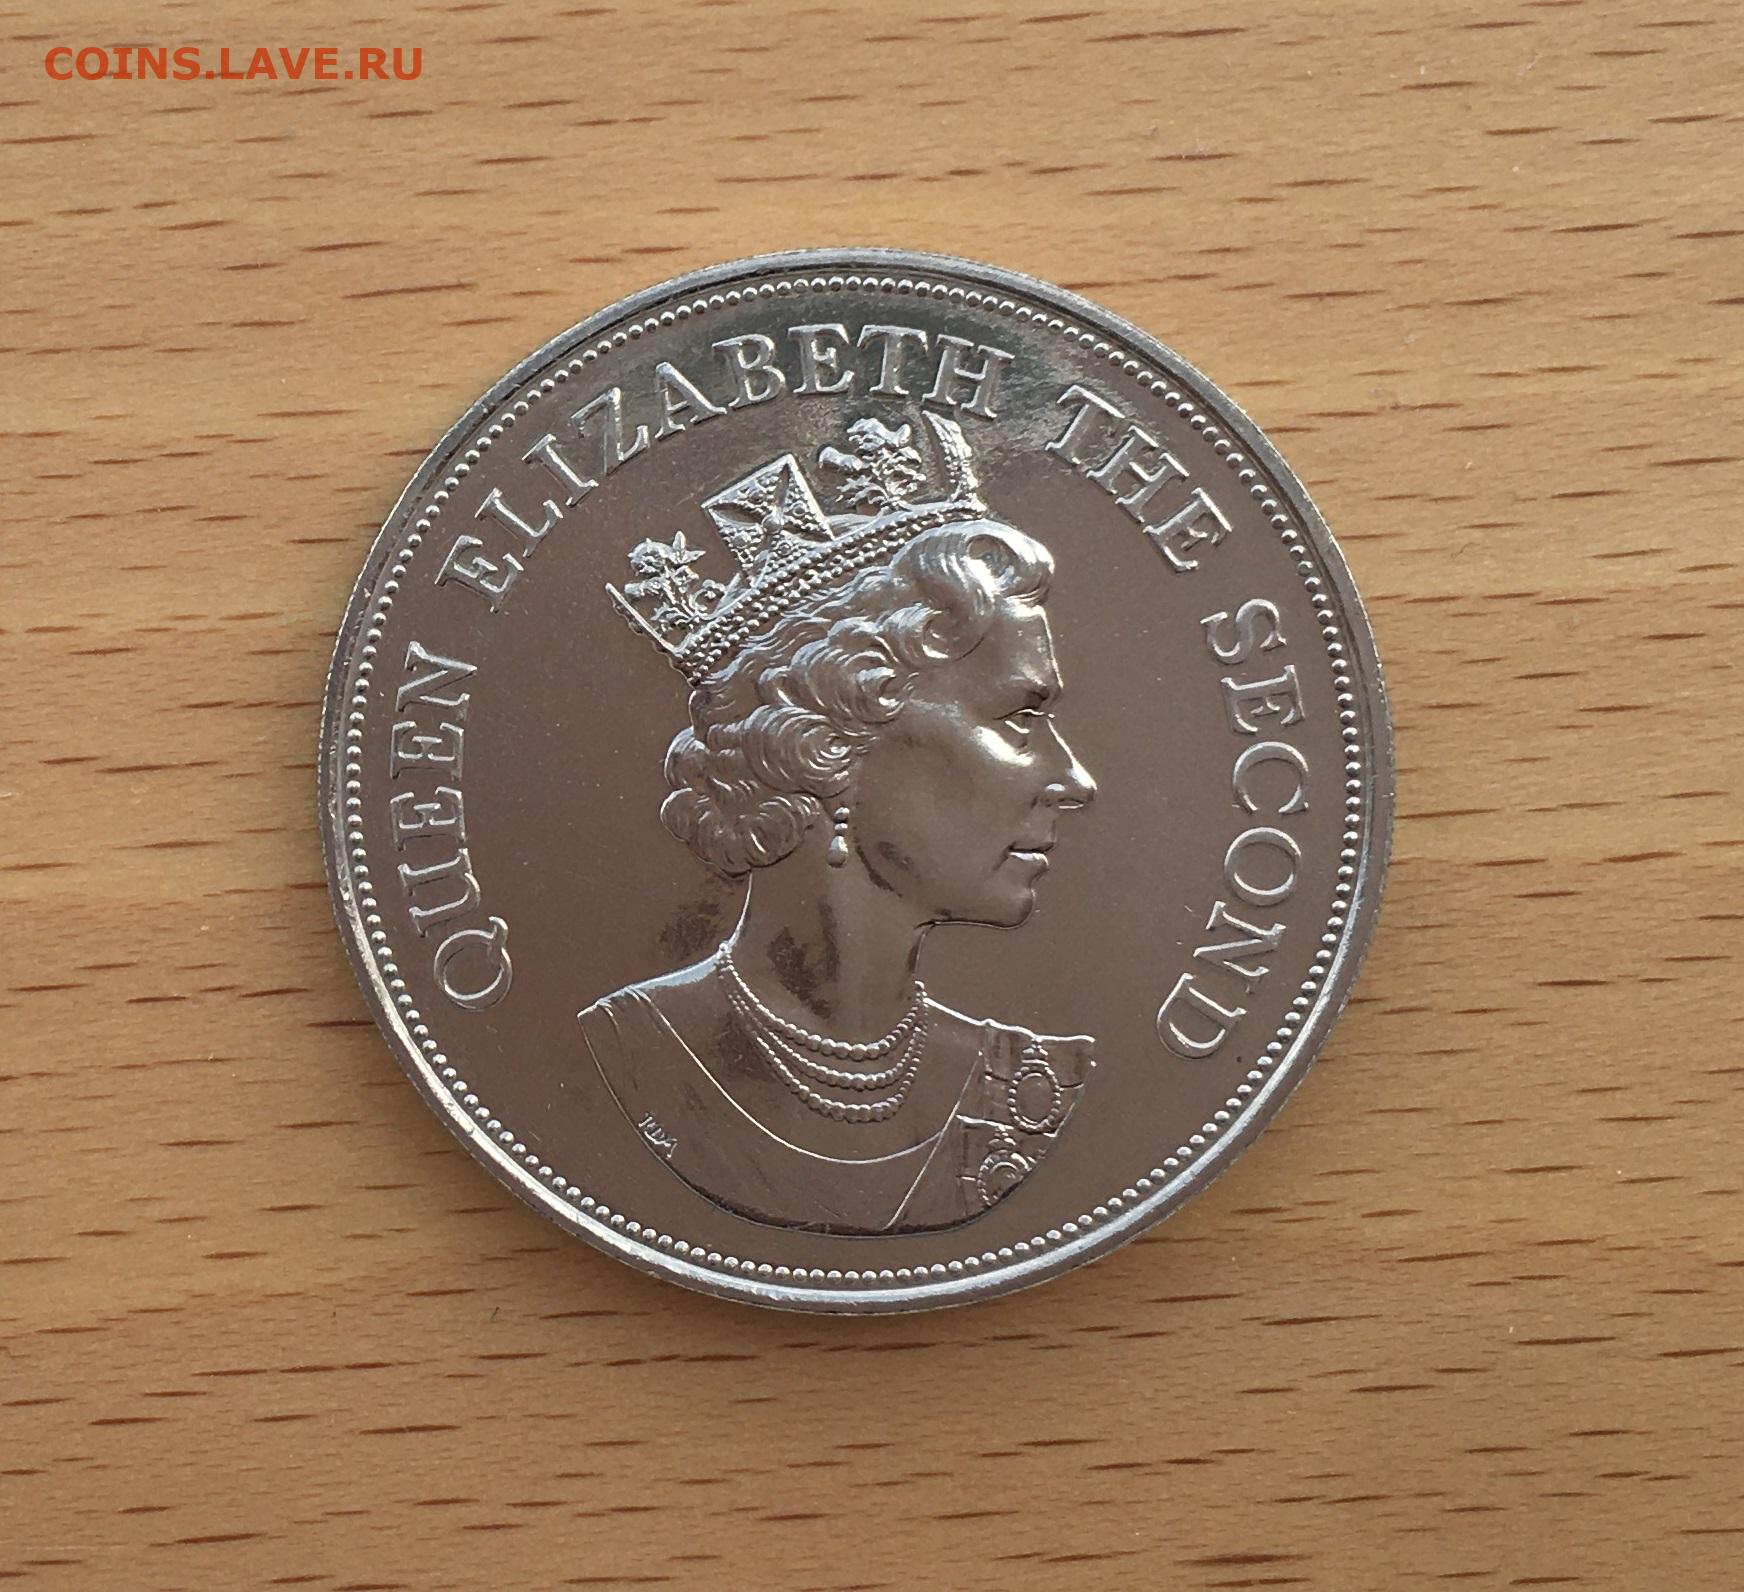 COINS.LAVE.RU
QUEEN ELIZABETH THE SECOND